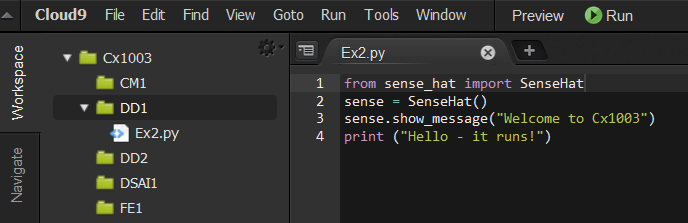 Cloud9 File Edit Find View Goto Run Tools Window Preview Run
Workspace
Navigate
Cx1003
CM1
DD1
Ex2.py
DD2
DSAI1
FE1
Ex2.py
1 from sense_hat import SenseHat
2 sense = SenseHat()
3 sense.show_message("Welcome to Cx1003")
4 print ("Hello - it runs!")